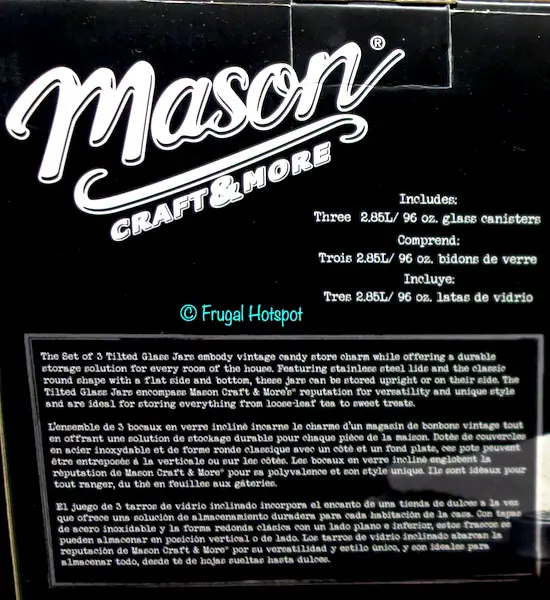 Mason®
CRAFT & MORE
Includes:
Three 2.85L/ 96 oz. glass canisters
Comprend:
Trois 2.85L/ 96 oz. bidons de verre
Incluye:
Tres 2.85L/ 96 oz. latas de vidrio
© Frugal Hotspot
The Set of 3 Tilted Glass Jars embody vintage candy store charm while offering a durable
storage solution for every room of the house. Featuring stainless steel lids and the classic
round shape with a flat side and bottom, these jars can be stored upright or on their side. The
Tilted Glass Jars encompass Mason Craft & More's® reputation for versatility and unique style
and are ideal for storing everything from loose-leaf tea to sweet treats.
L'ensemble de 3 bocaux en verre incliné incarne le charme d'un magasin de bonbons vintage tout
en offrant une solution de stockage durable pour chaque pièce de la maison. Dotés de couvercles
en acier inoxydable et de forme ronde classique avec un côté et un fond plats, ces pots peuvent
être entreposés à la verticale ou sur les côtés. Les bocaux en verre incliné englobent la
réputation de Mason Craft & More® pour sa polyvalence et son style unique. Ils sont idéaux pour
tout ranger, du thé en feuilles aux gâteries.
El juego de 3 tarros de vidrio inclinado incorpora el encanto de una tienda de dulces a la vez
que ofrece una solución de almacenamiento duradera para cada habitación de la casa. Con tapas
de acero inoxidable y la forma redonda clásica con un lado plano e inferior, estos frascos se
pueden almacenar en posición vertical o de lado. Los tarros de vidrio inclinado abarcan la
reputación de Mason Craft & More® por su versatilidad y estilo único, y son ideales para
almacenar todo, desde té de hojas sueltas hasta dulces.